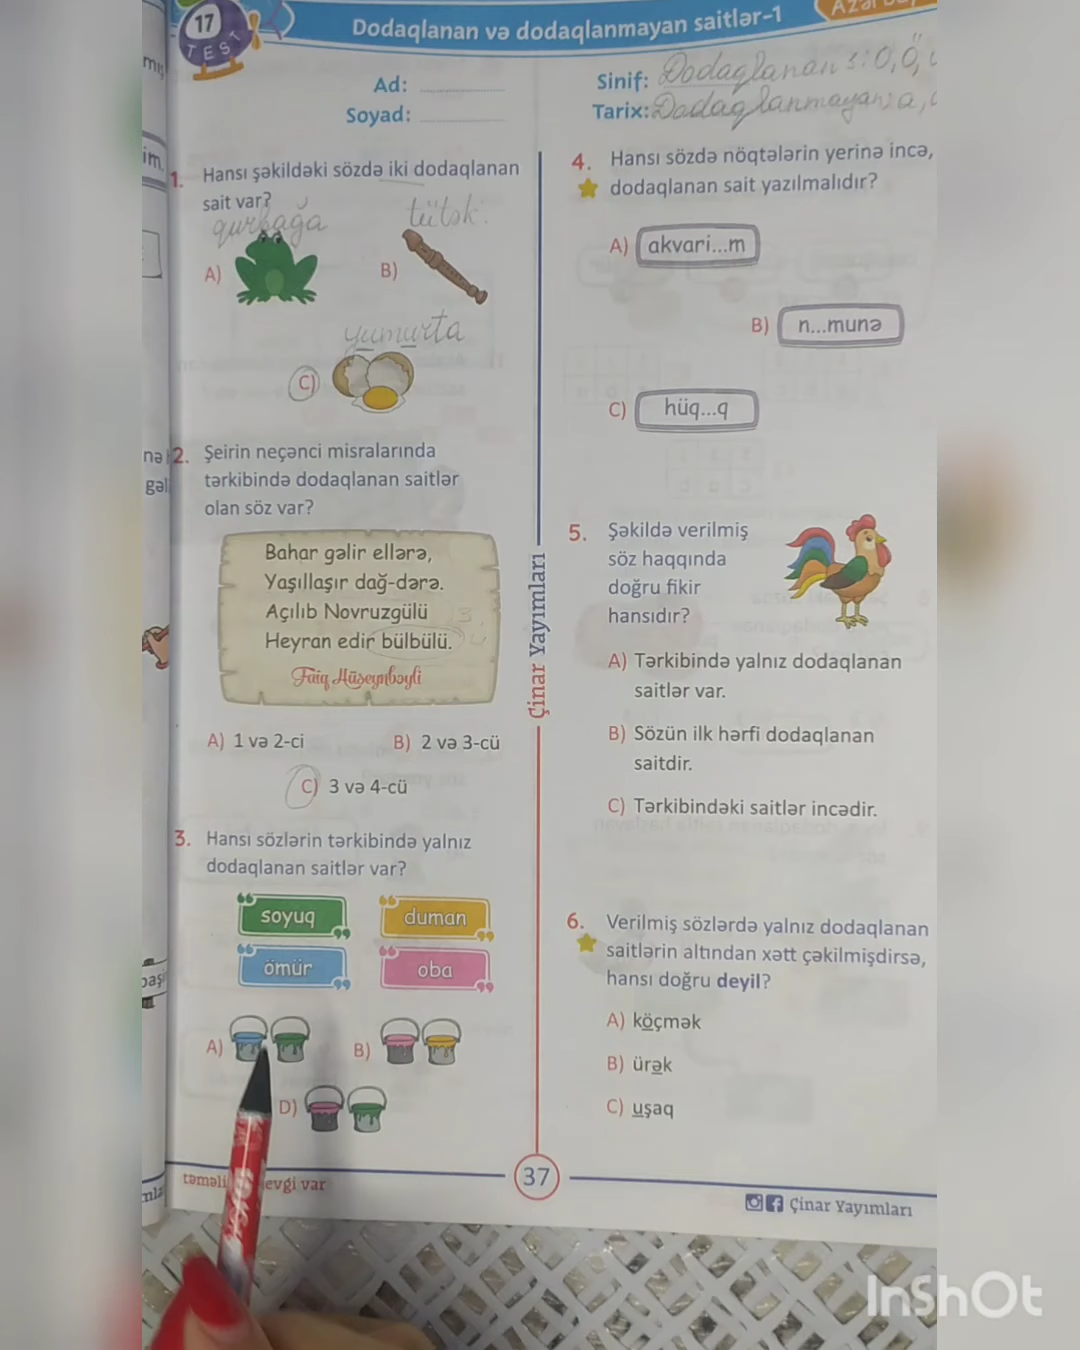 17
TEST
Dodaqlanan və dodaqlanmayan saitlər-1
Ad:
Soyad:
Sinif: Dodaqlanan s: O, Ö,
Tarix: Dodaqlanmayan: a,
1. Hansı şəkildəki sözdə iki dodaqlanan
sait var?
qurbağa
tütək
A)
B)
yumurta
C)
2. Şeirin neçənci misralarında
tərkibində dodaqlanan saitlər
olan söz var?
Bahar gəlir ellərə,
Yaşıllaşır dağ-dərə.
Açılıb Novruzgülü
Heyran edir bülbülü.
Faiq Hüseynbəyli
A) 1 və 2-ci
B) 2 və 3-cü
C) 3 və 4-cü
3. Hansı sözlərin tərkibində yalnız
dodaqlanan saitlər var?
soyuq
duman
ömür
oba
A)
B)
D)
Çinar Yayımları
4. Hansı sözdə nöqtələrin yerinə incə,
dodaqlanan sait yazılmalıdır?
A) akvari...m
B) n...munə
C) hüq...q
5. Şəkildə verilmiş
söz haqqında
doğru fikir
hansıdır?
A) Tərkibində yalnız dodaqlanan
saitlər var.
B) Sözün ilk hərfi dodaqlanan
saitdir.
C) Tərkibindəki saitlər incədir.
6. Verilmiş sözlərdə yalnız dodaqlanan
saitlərin altından xətt çəkilmişdirsə,
hansı doğru deyil?
A) köçmək
B) ürək
C) uşaq
təməli
evgi var
37
Çinar Yayımları
InShOt